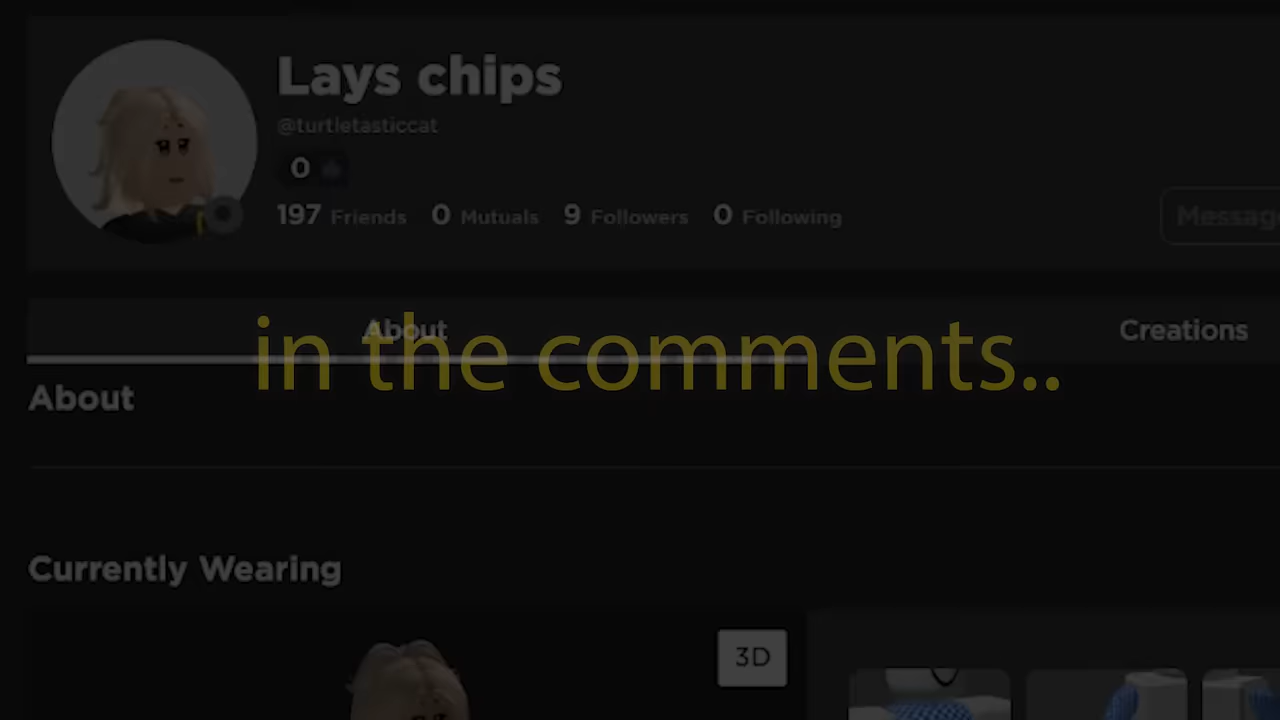 Lays chips
@turtletasticcat
0
197 Friends 0 Mutuals 9 Followers 0 Following
About Creations
in the comments..
About
Currently Wearing
3D